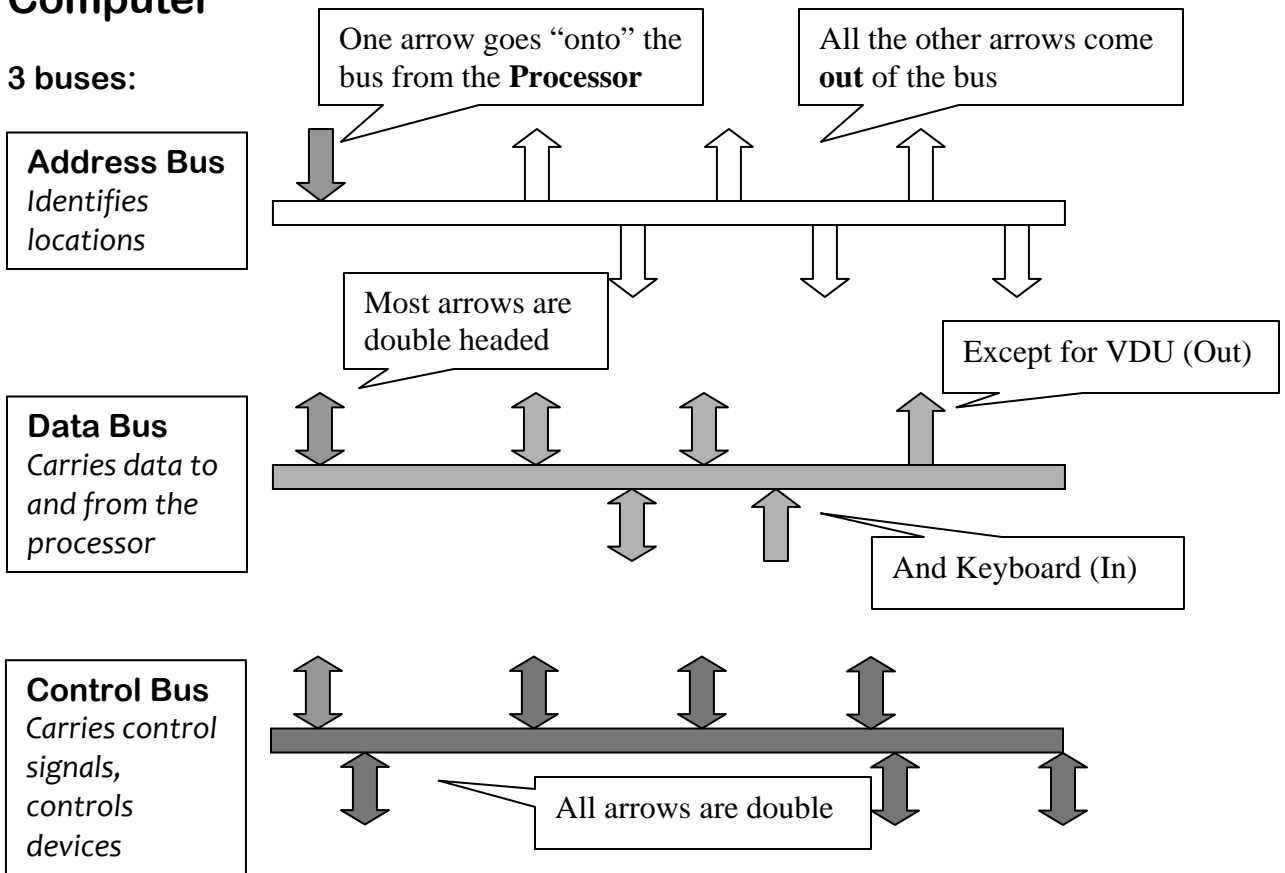 Computer
3 buses:
One arrow goes “onto” the
bus from the Processor
All the other arrows come
out of the bus
Address Bus
Identifies
locations
Most arrows are
double headed
Except for VDU (Out)
Data Bus
Carries data to
and from the
processor
And Keyboard (In)
Control Bus
Carries control
signals,
controls
devices
All arrows are double